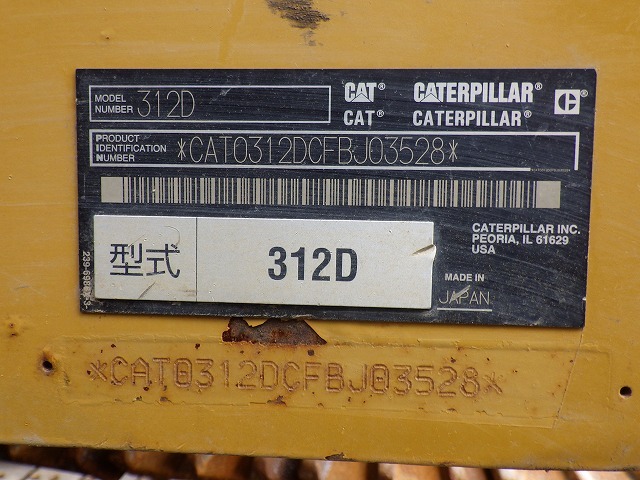 MODEL NUMBER 312D
CAT® CATERPILLAR® C
CAT® CATERPILLAR®
PRODUCT IDENTIFICATION NUMBER *CAT0312DCFBJ03528*
型式 312D
CATERPILLAR INC.
PEORIA, IL 61629
USA
MADE IN
JAPAN
*CAT0312DCFBJ03528*